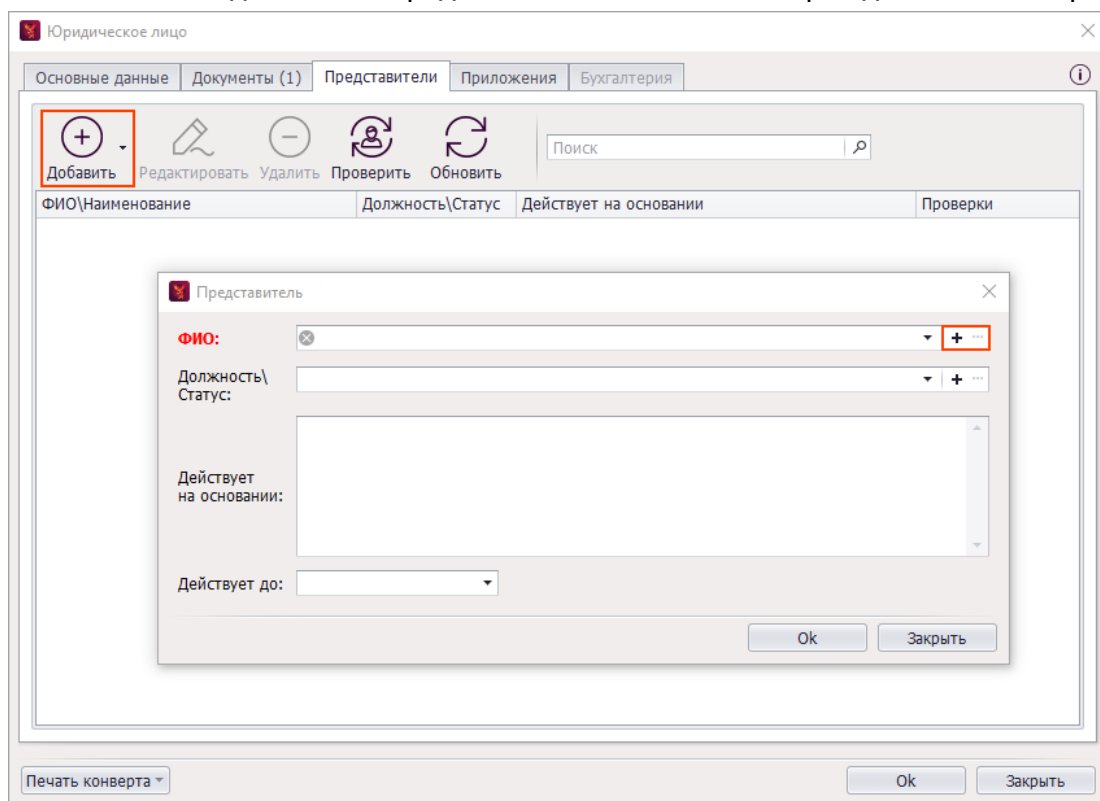 Юридическое лицо
Основные данные Документы (1) Представители Приложения Бухгалтерия
Добавить Редактировать Удалить Проверить Обновить Поиск
ФИО\Наименование Должность\Статус Действует на основании Проверки
Представитель
ФИО:
Должность\
Статус:
Действует
на основании:
Действует до:
Ok Закрыть
Печать конверта Ok Закрыть